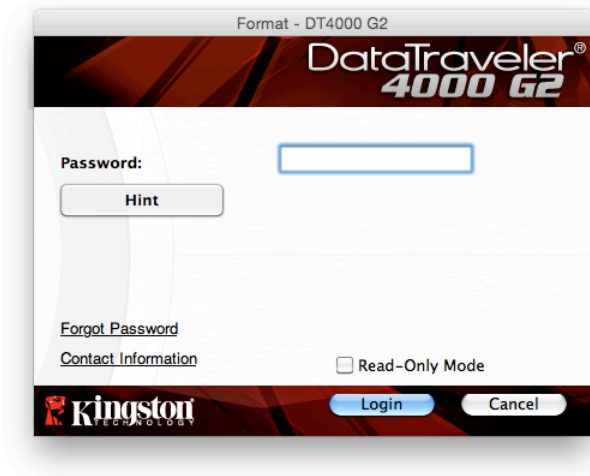 Format - DT4000 G2
DataTraveler®
4000 G2
Password:
Hint
Forgot Password
Contact Information
Read-Only Mode
Kingston
TECHNOLOGY
Login
Cancel